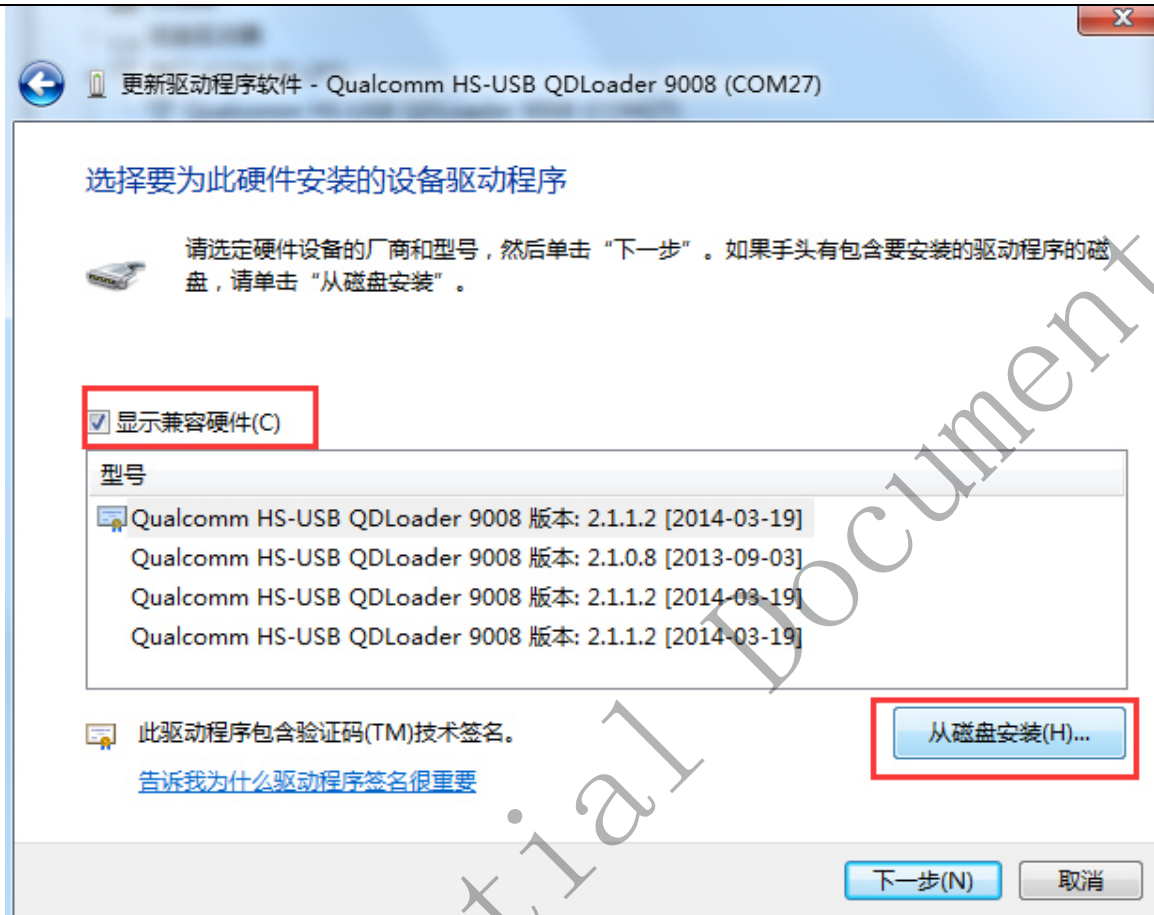 更新驱动程序软件 - Qualcomm HS-USB QDLoader 9008 (COM27)
选择要为此硬件安装的设备驱动程序
请选定硬件设备的厂商和型号，然后单击“下一步”。如果手头有包含要安装的驱动程序的磁
盘，请单击“从磁盘安装”。
显示兼容硬件(C)
型号
Qualcomm HS-USB QDLoader 9008 版本: 2.1.1.2 [2014-03-19]
Qualcomm HS-USB QDLoader 9008 版本: 2.1.0.8 [2013-09-03]
Qualcomm HS-USB QDLoader 9008 版本: 2.1.1.2 [2014-03-19]
Qualcomm HS-USB QDLoader 9008 版本: 2.1.1.2 [2014-03-19]
此驱动程序包含验证码(TM)技术签名。
从磁盘安装(H)...
告诉我为什么驱动程序签名很重要
下一步(N)
取消
tial Document